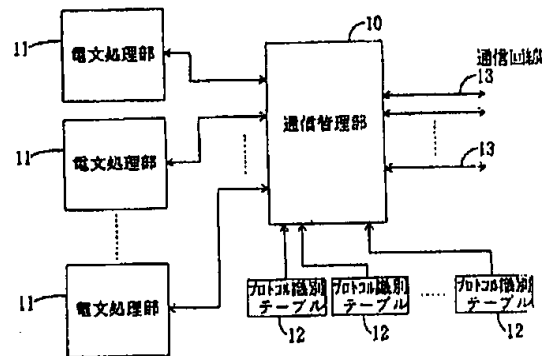 10
11
電文処理部
通信管理部
通信回線
13
11
電文処理部
13
11
電文処理部
プロトコル識別
テーブル
12
プロトコル識別
テーブル
12
プロトコル識別
テーブル
12